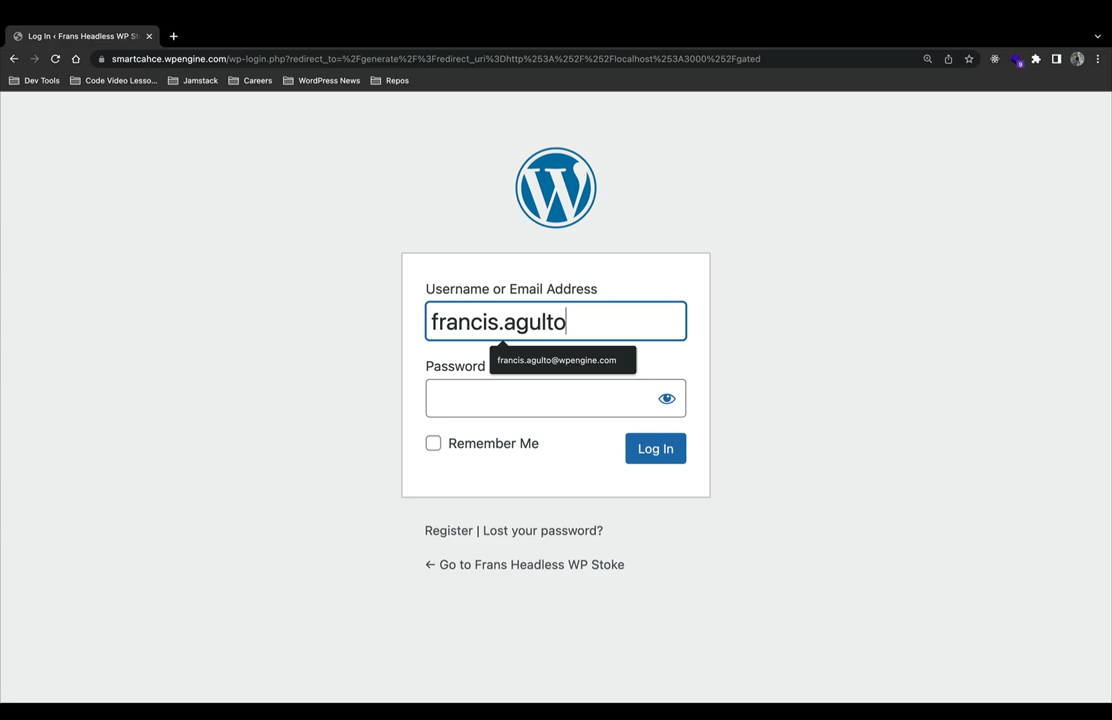 Log In ‹ Frans Headless WP St
smartcahce.wpengine.com/wp-login.php?redirect_to=%2Fgenerate%2F%3Fredirect_uri%3Dhttp%253A%252F%252Flocalhost%253A3000%252Fgated
Dev Tools Code Video Lesso... Jamstack Careers WordPress News Repos
Username or Email Address
francis.agulto
francis.agulto@wpengine.com
Password
Remember Me
Log In
Register | Lost your password?
← Go to Frans Headless WP Stoke